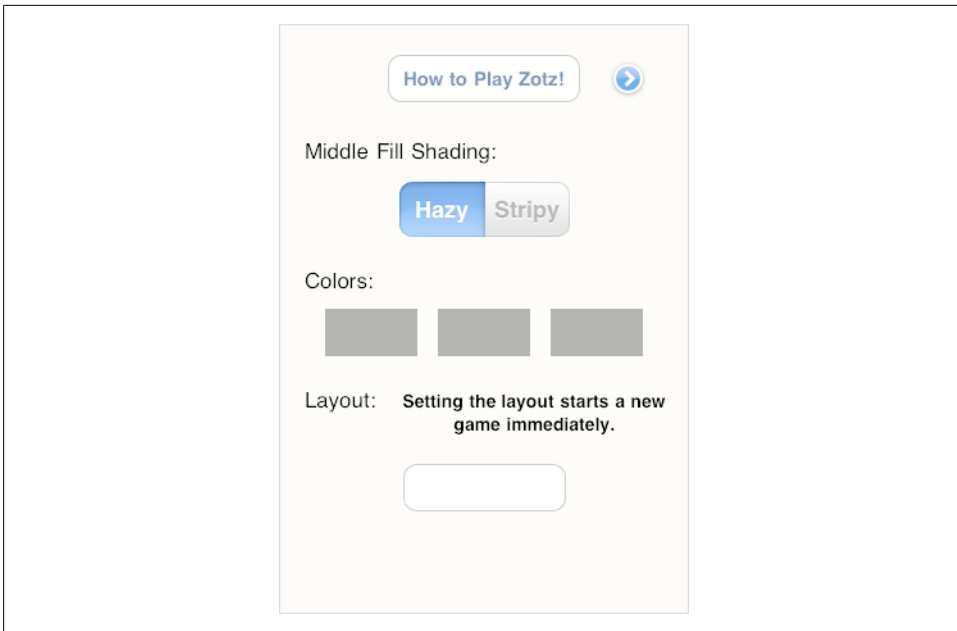 How to Play Zotz!
Middle Fill Shading:
Hazy Stripy
Colors:
Layout: Setting the layout starts a new
game immediately.